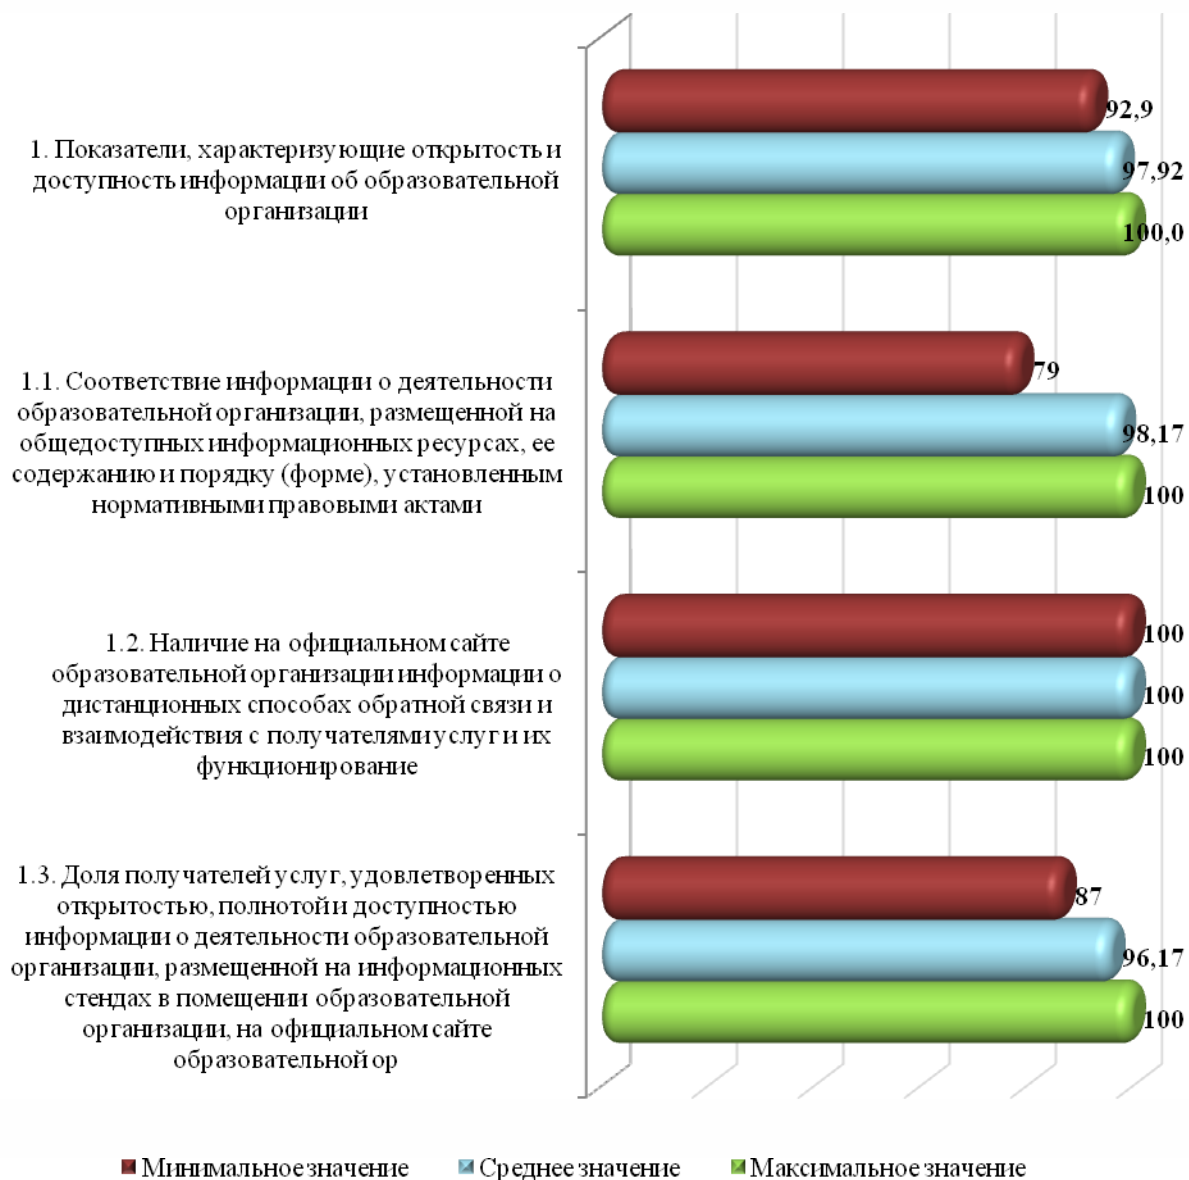 1. Показатели, характеризующие открытость и
доступность информации об образовательной
организации
92,9
97,92
100,0
1.1. Соответствие информации о деятельности
образовательной организации, размещенной на
общедоступных информационных ресурсах, ее
содержанию и порядку (форме), установленным
нормативными правовыми актами
79
98,17
100
1.2. Наличие на официальном сайте
образовательной организации информации о
дистанционных способах обратной связи и
взаимодействия с получателями услуг и их
функционирование
100
100
100
1.3. Доля получателей услуг, удовлетворенных
открытостью, полнотой и доступностью
информации о деятельности образовательной
организации, размещенной на информационных
стендах в помещении образовательной
организации, на официальном сайте
образовательной ор
87
96,17
100
Минимальное значение Среднее значение Максимальное значение